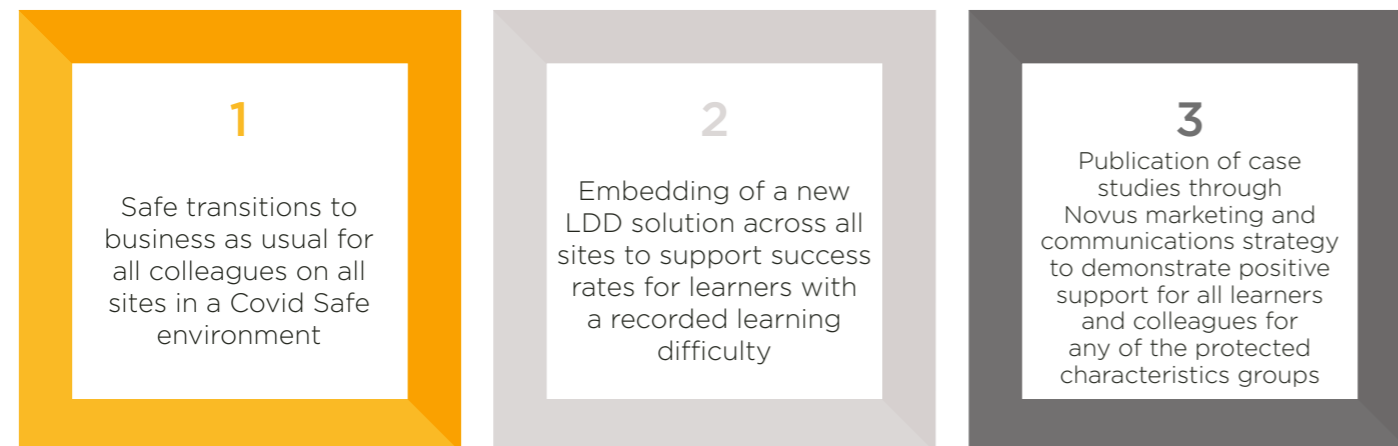 1
Safe transitions to
business as usual for
all colleagues on all
sites in a Covid Safe
environment
2
Embedding of a new
LDD solution across all
sites to support success
rates for learners with
a recorded learning
difficulty
3
Publication of case
studies through
Novus marketing and
communications strategy
to demonstrate positive
support for all learners
and colleagues for
any of the protected
characteristics groups